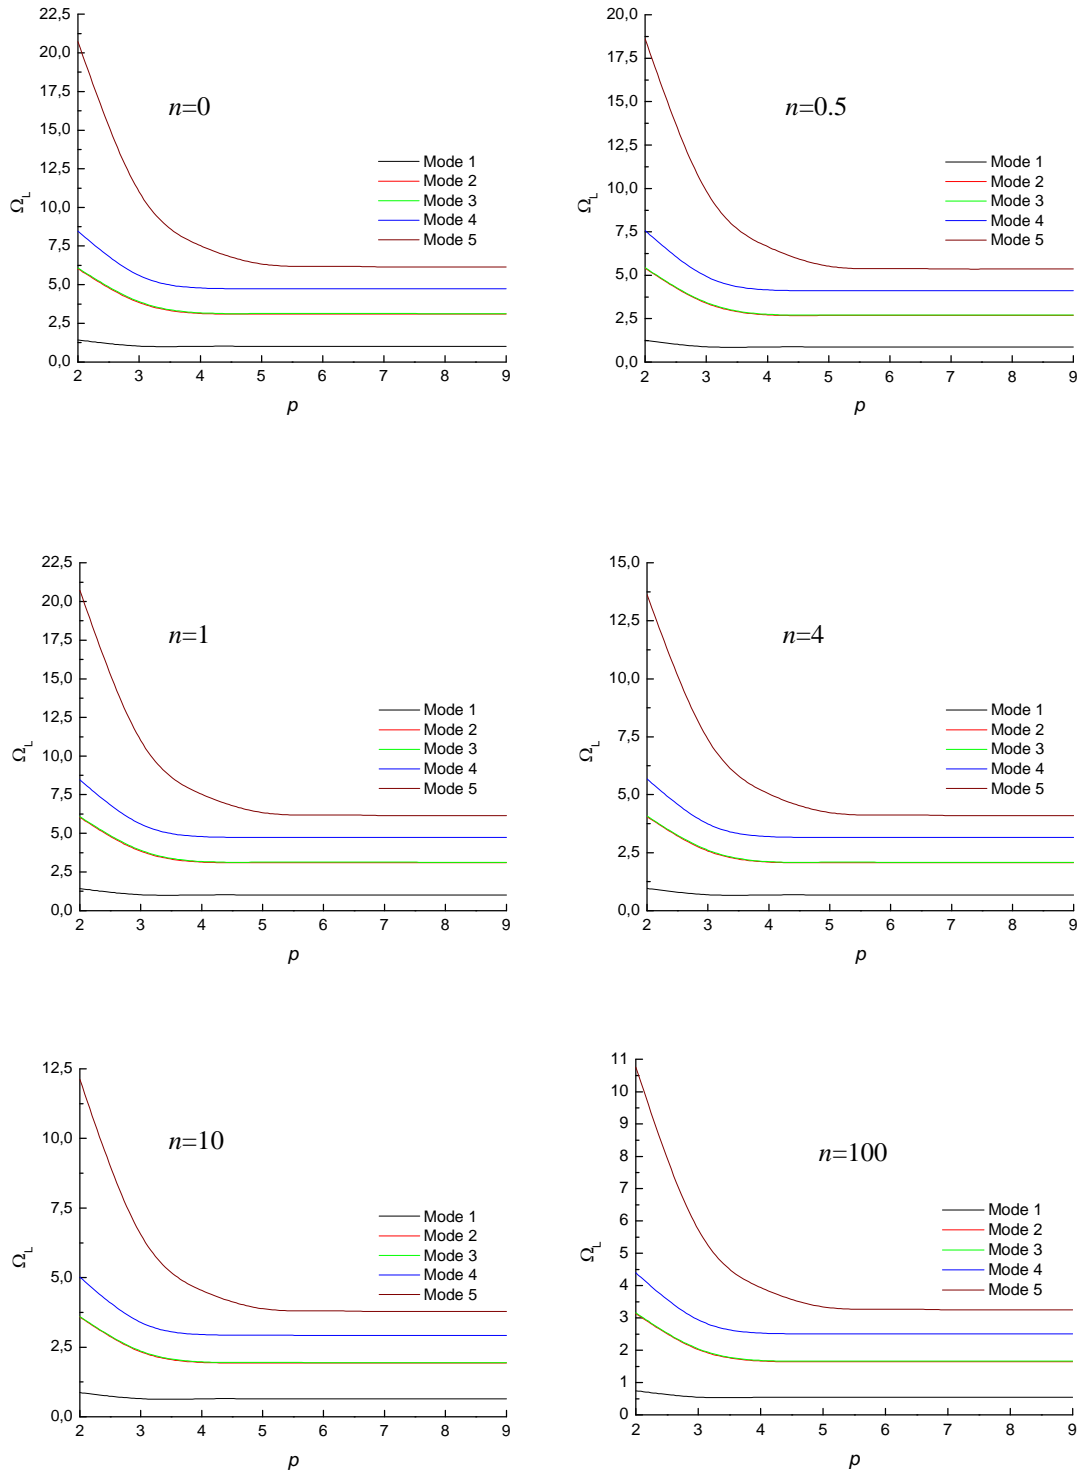 22,5
20,0
17,5
15,0
12,5
10,0
7,5
5,0
2,5
0,0
Ω_L
n=0
Mode 1
Mode 2
Mode 3
Mode 4
Mode 5
2 3 4 5 6 7 8 9
p
20,0
17,5
15,0
12,5
10,0
7,5
5,0
2,5
0,0
Ω_L
n=0.5
Mode 1
Mode 2
Mode 3
Mode 4
Mode 5
2 3 4 5 6 7 8 9
p
22,5
20,0
17,5
15,0
12,5
10,0
7,5
5,0
2,5
0,0
Ω_L
n=1
Mode 1
Mode 2
Mode 3
Mode 4
Mode 5
2 3 4 5 6 7 8 9
p
15,0
12,5
10,0
7,5
5,0
2,5
0,0
Ω_L
n=4
Mode 1
Mode 2
Mode 3
Mode 4
Mode 5
2 3 4 5 6 7 8 9
p
12,5
10,0
7,5
5,0
2,5
0,0
Ω_L
n=10
Mode 1
Mode 2
Mode 3
Mode 4
Mode 5
2 3 4 5 6 7 8 9
p
11
10
9
8
7
6
5
4
3
2
1
0
Ω_L
n=100
Mode 1
Mode 2
Mode 3
Mode 4
Mode 5
2 3 4 5 6 7 8 9
p